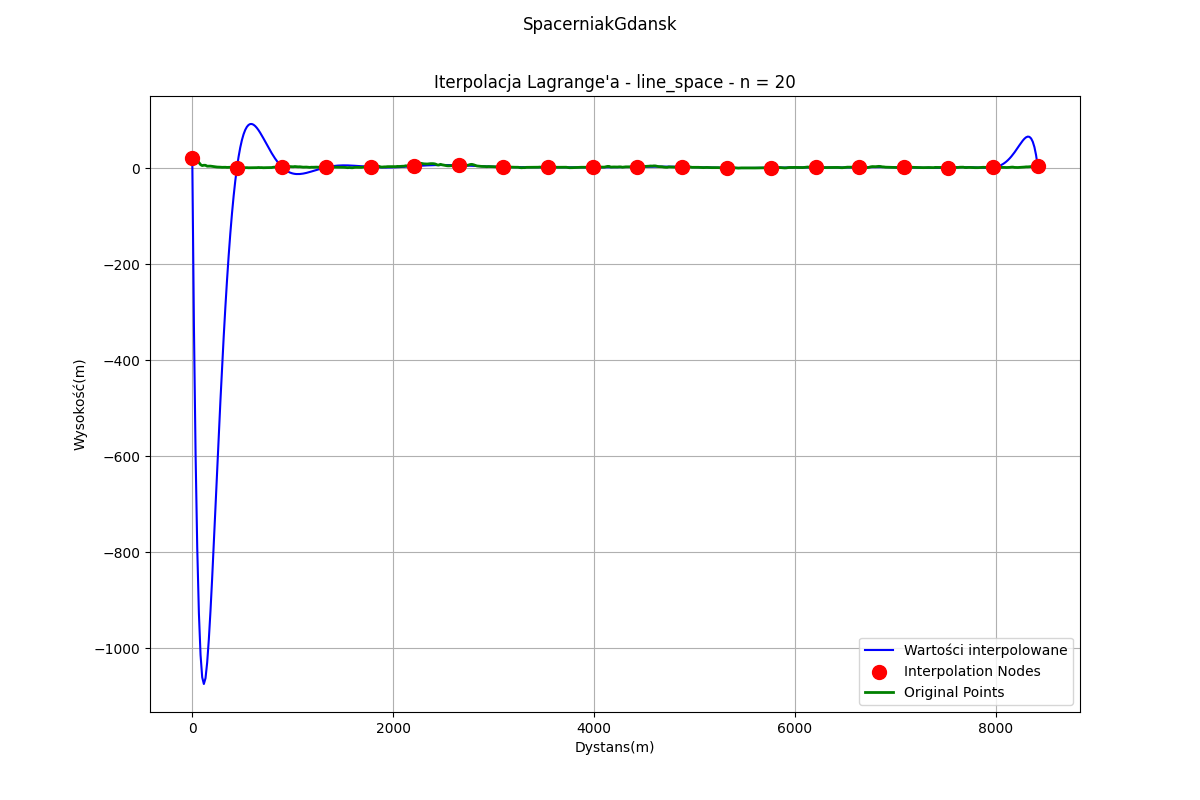 SpacerniakGdansk
Iterpolacja Lagrange'a - line_space - n = 20
Wysokość(m)
0
−200
−400
−600
−800
−1000
0
2000
4000
6000
8000
Dystans(m)
Wartości interpolowane
Interpolation Nodes
Original Points